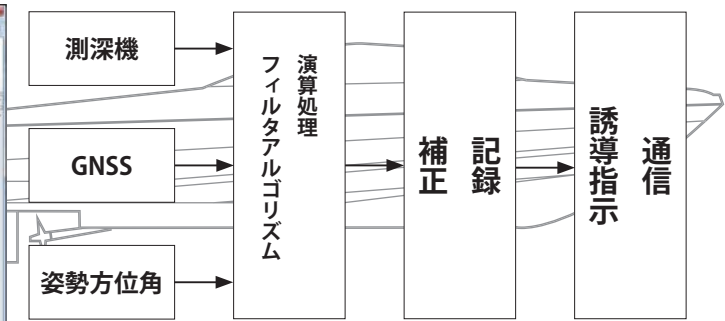 測深機
GNSS
姿勢方位角
演算処理
フィルタアルゴリズム
記録
補正
通信
誘導指示